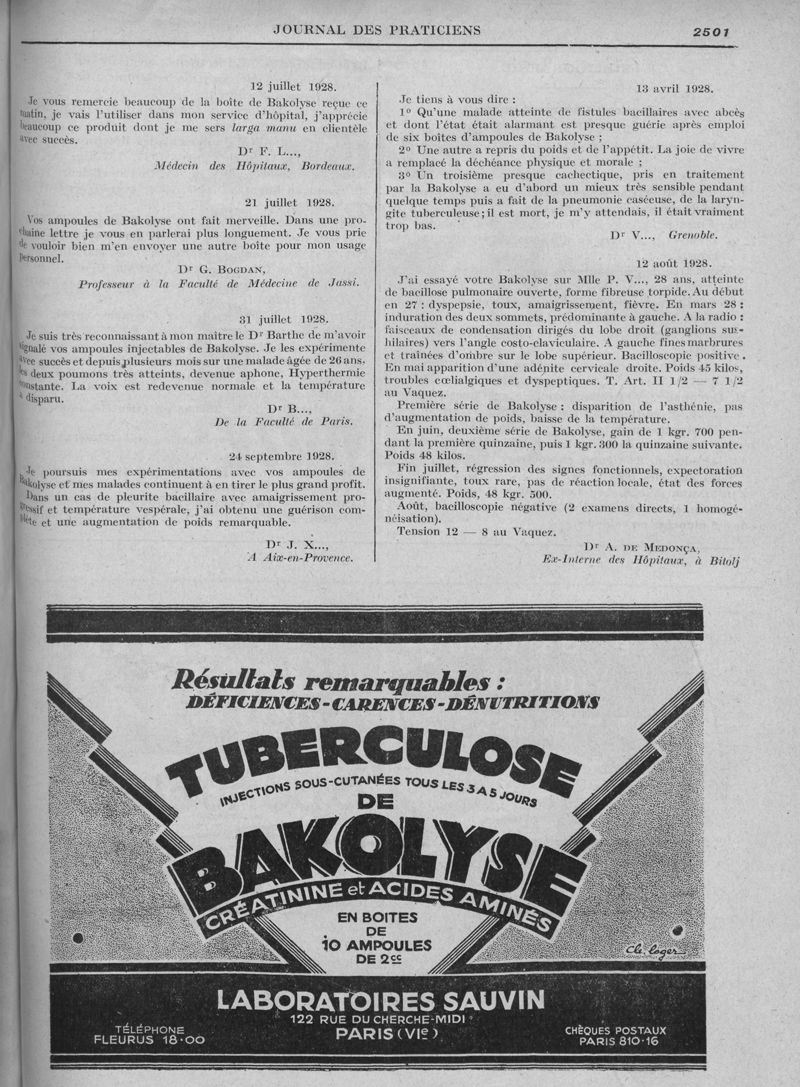 JOURNAL DES PRATICIENS
2501
12 juillet 1928.
Je vous remercie beaucoup de la boîte de Bakolyse reçue ce
matin, je vais l'utiliser dans mon service d'hôpital, j'apprécie
beaucoup ce produit dont je me sers larga manu en clientèle
avec succès.
Dr F. L...,
Médecin des Hôpitaux, Bordeaux.
21 juillet 1928.
Vos ampoules de Bakolyse ont fait merveille. Dans une pro-
chaine lettre je vous en parlerai plus longuement. Je vous prie
de vouloir bien m'en envoyer une autre boîte pour mon usage
personnel.
Dr G. BOGDAN,
Professeur à la Faculté de Médecine de Jassi.
31 juillet 1928.
Je suis très reconnaissant à mon maître le Dr Barthe de m'avoir
signalé vos ampoules injectables de Bakolyse. Je les expérimente
avec succès et depuis plusieurs mois sur une malade âgée de 26 ans.
les deux poumons très atteints, devenue aphone, Hyperthermie
constante. La voix est redevenue normale et la température
a disparu.
Dr B...,
De la Faculté de Paris.
24 septembre 1928.
Je poursuis mes expérimentations avec vos ampoules de
Bakolyse et mes malades continuent à en tirer le plus grand profit.
Dans un cas de pleurite bacillaire avec amaigrissement pro-
gressif et température vespérale, j'ai obtenu une guérison com-
plète et une augmentation de poids remarquable.
Dr J. X...,
A Aix-en-Provence.
13 avril 1928.
Je tiens à vous dire :
1° Qu'une malade atteinte de fistules bacillaires avec abcès
et dont l'état était alarmant est presque guérie après emploi
de six boîtes d'ampoules de Bakolyse ;
2° Une autre a repris du poids et de l'appétit. La joie de vivre
a remplacé la déchéance physique et morale ;
3° Un troisième presque cachectique, pris en traitement
par la Bakolyse a eu d'abord un mieux très sensible pendant
quelque temps puis a fait de la pneumonie caséeuse, de la laryn-
gite tuberculeuse; il est mort, je m'y attendais, il était vraiment
trop bas.
Dr V..., Grenoble.
12 août 1928.
J'ai essayé votre Bakolyse sur Mlle P. V..., 28 ans, atteinte
de bacillose pulmonaire ouverte, forme fibreuse torpide. Au début
en 27 : dyspepsie, toux, amaigrissement, fièvre. En mars 28 :
induration des deux sommets, prédominante à gauche. A la radio :
faisceaux de condensation dirigés du lobe droit (ganglions sus-
hilaires) vers l'angle costo-claviculaire. A gauche fines marbrures
et traînées d'ombre sur le lobe supérieur. Bacilloscopie positive.
En mai apparition d'une adénite cervicale droite. Poids 45 kilos,
troubles cœlialgiques et dyspeptiques. T. Art. II 1/2 — 7 1/2
au Vaquez.
Première série de Bakolyse : disparition de l'asthénie, pas
d'augmentation de poids, baisse de la température.
En juin, deuxième série de Bakolyse, gain de 1 kgr. 700 pen-
dant la première quinzaine, puis 1 kgr. 300 la quinzaine suivante.
Poids 48 kilos.
Fin juillet, régression des signes fonctionnels, expectoration
insignifiante, toux rare, pas de réaction locale, état des forces
augmenté. Poids, 48 kgr. 500.
Août, bacilloscopie négative (2 examens directs, 1 homogé-
néisation).
Tension 12 — 8 au Vaquez.
Dr A. DE MEDONÇA,
Ex-Interne des Hôpitaux, à Bitolj
Résultats remarquables :
DÉFICIENCES-CARENCES-DÉNUTRITIONS
TUBERCULOSE
INJECTIONS SOUS-CUTANÉES TOUS LES 3 A 5 JOURS
DE
BAKOLYSE
CRÉATININE et ACIDES AMINÉS
EN BOITES
DE
10 AMPOULES
DE 2cc
Ch. Loger
LABORATOIRES SAUVIN
122 RUE DU CHERCHE-MIDI
PARIS (VIe)
TÉLÉPHONE
FLEURUS 18-00
CHÈQUES POSTAUX
PARIS 810-16